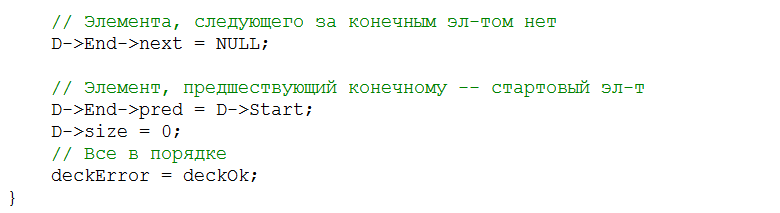 // Элемента, следующего за конечным эл-том нет
D->End->next = NULL;
// Элемент, предшествующий конечному -- стартовый эл-т
D->End->pred = D->Start;
D->size = 0;
// Все в порядке
deckError = deckOk;
}